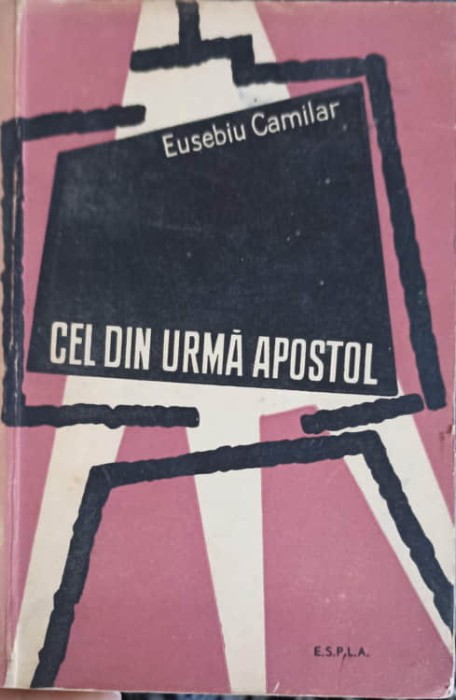 Eusebiu Camilar
CEL DIN URMĂ APOSTOL
E.S.P.L.A.